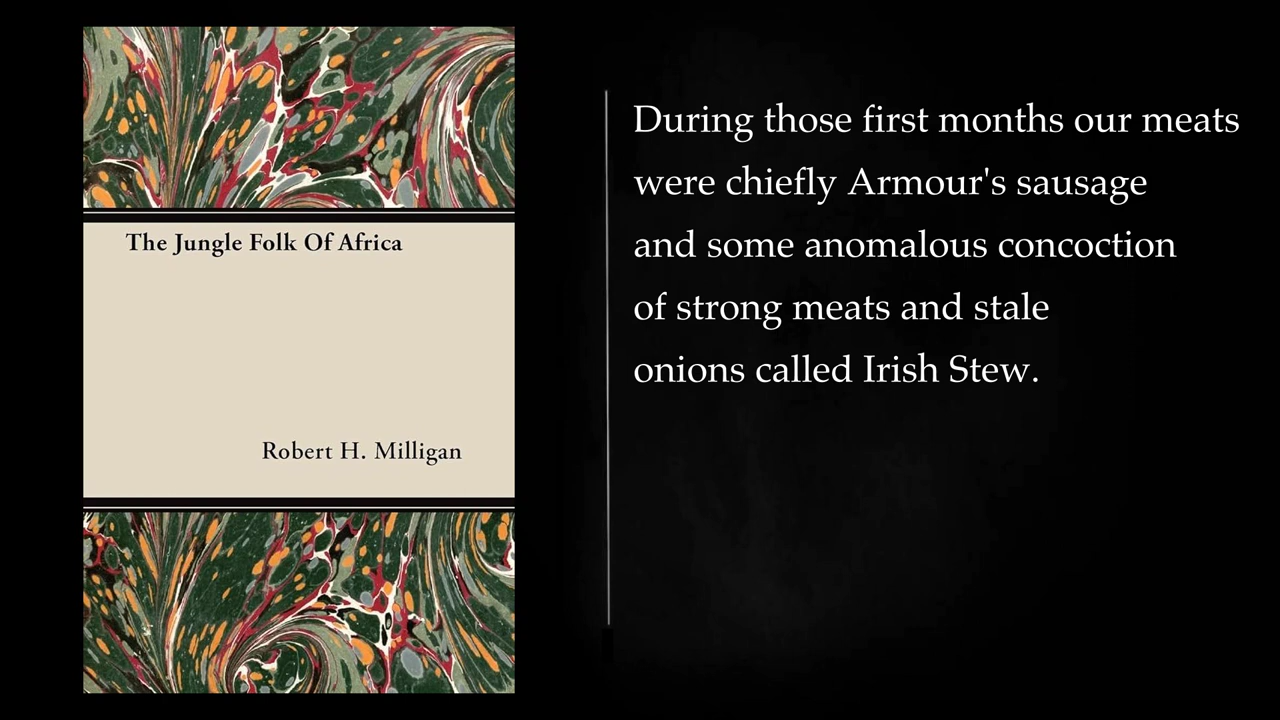 The Jungle Folk Of Africa
Robert H. Milligan
During those first months our meats
were chiefly Armour's sausage
and some anomalous concoction
of strong meats and stale
onions called Irish Stew.